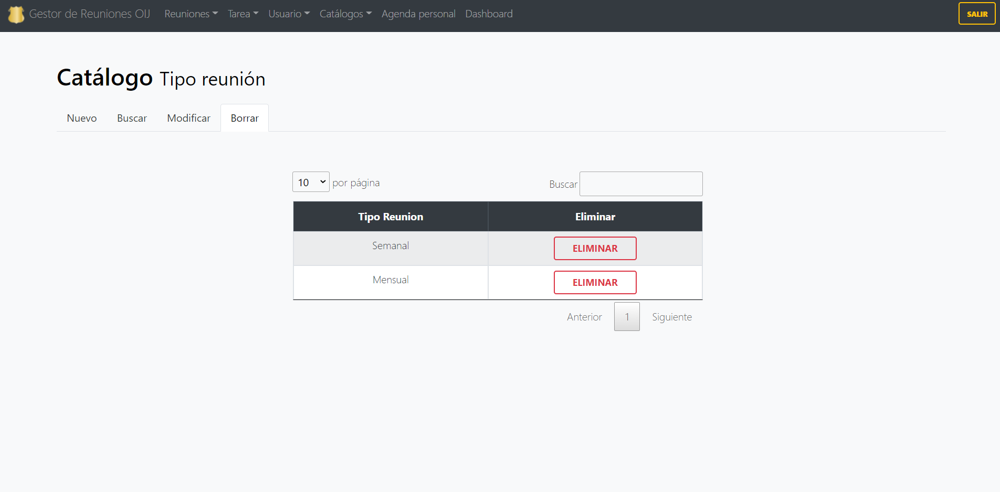 Gestor de Reuniones OIJ Reuniones Tarea Usuario Catálogos Agenda personal Dashboard SALIR
Catálogo Tipo reunión
Nuevo Buscar Modificar Borrar
10 por página Buscar
Tipo Reunion Eliminar
Semanal ELIMINAR
Mensual ELIMINAR
Anterior 1 Siguiente